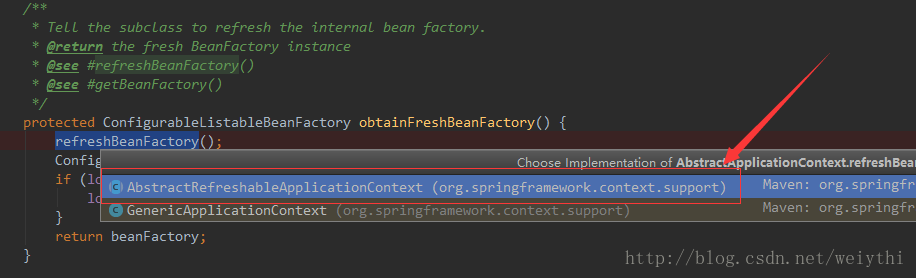 /**
* Tell the subclass to refresh the internal bean factory.
* @return the fresh BeanFactory instance
* @see #refreshBeanFactory()
* @see #getBeanFactory()
*/
protected ConfigurableListableBeanFactory obtainFreshBeanFactory() {
refreshBeanFactory();
Config
Choose Implementation of AbstractApplicationContext.refreshBean
if (lo
AbstractRefreshableApplicationContext (org.springframework.context.support) Maven: org.springfr
lo
GenericApplicationContext (org.springframework.context.support) Maven: org.springfr
}
return beanFactory;
}
http://blog.csdn.net/weiythi